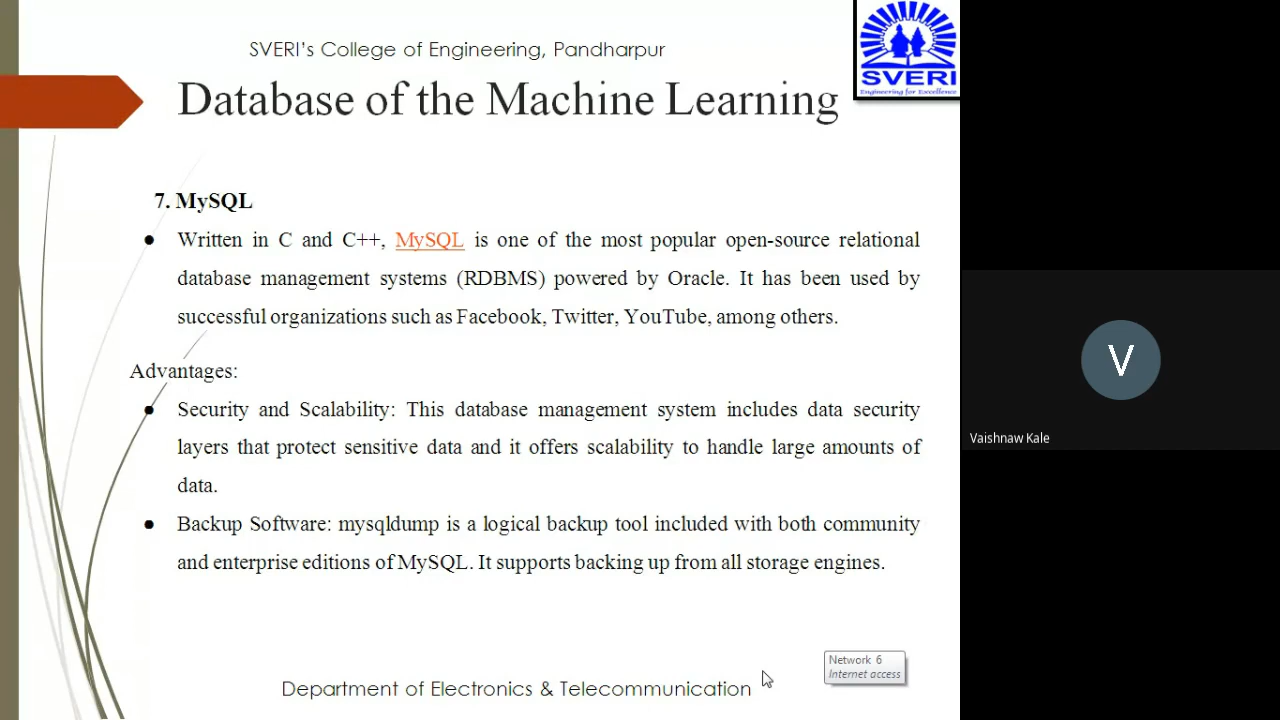 SVERI's College of Engineering, Pandharpur
SVERI
Engineering for Excellence
Database of the Machine Learning
7. MySQL
● Written in C and C++, MySQL is one of the most popular open-source relational
database management systems (RDBMS) powered by Oracle. It has been used by
successful organizations such as Facebook, Twitter, YouTube, among others.
Advantages:
● Security and Scalability: This database management system includes data security
layers that protect sensitive data and it offers scalability to handle large amounts of
data.
● Backup Software: mysqldump is a logical backup tool included with both community
and enterprise editions of MySQL. It supports backing up from all storage engines.
Department of Electronics & Telecommunication
Network 6
Internet access
V
Vaishnaw Kale